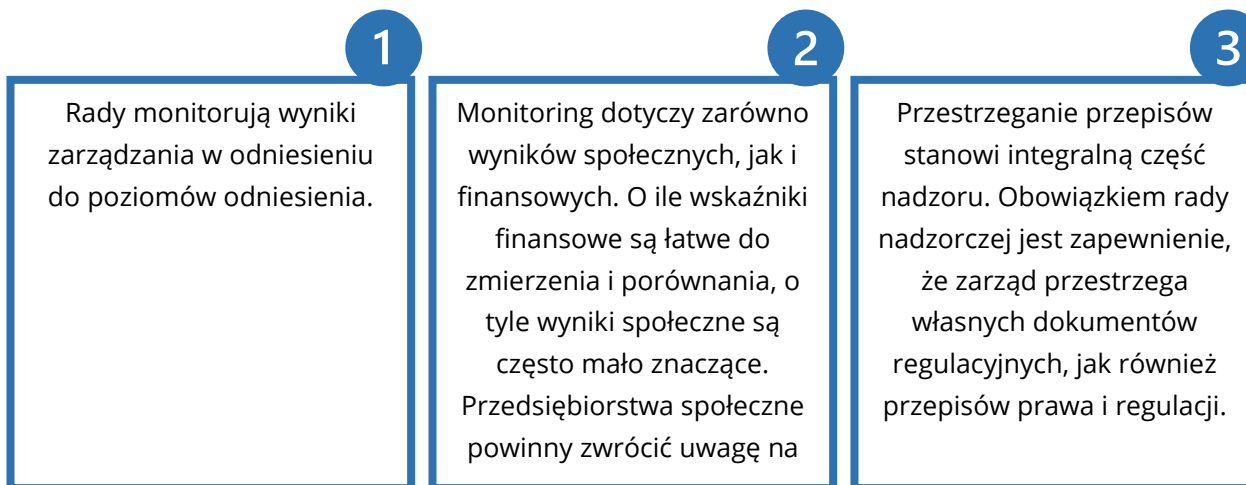 1
Rady monitorują wyniki
zarządzania w odniesieniu
do poziomów odniesienia.
2
Monitoring dotyczy zarówno
wyników społecznych, jak i
finansowych. O ile wskaźniki
finansowe są łatwe do
zmierzenia i porównania, o
tyle wyniki społeczne są
często mało znaczące.
Przedsiębiorstwa społeczne
powinny zwrócić uwagę na
3
Przestrzeganie przepisów
stanowi integralną część
nadzoru. Obowiązkiem rady
nadzorczej jest zapewnienie,
że zarząd przestrzega
własnych dokumentów
regulacyjnych, jak również
przepisów prawa i regulacji.